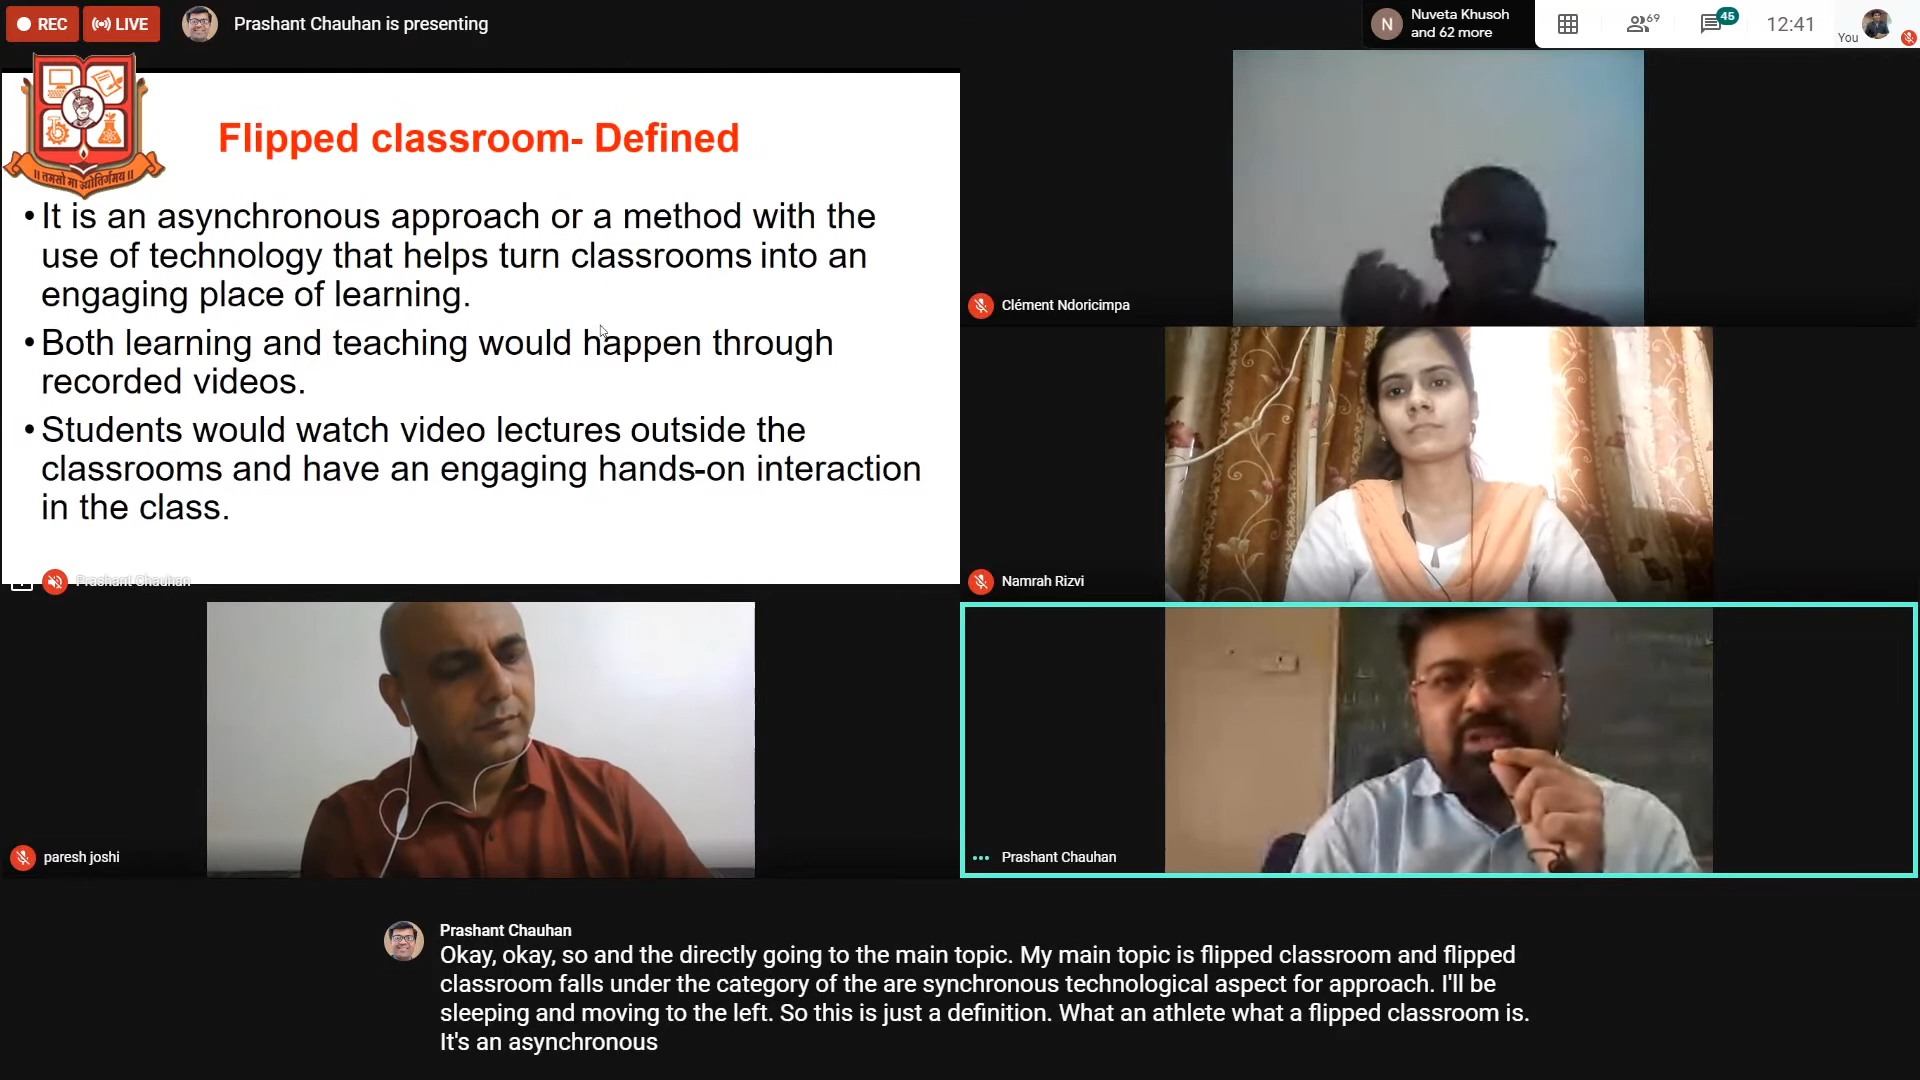 REC
LIVE
Prashant Chauhan is presenting
N
Nuveta Khusoh
and 62 more
69
45
12:41
You
॥ तमसो मा ज्योतिर्गमय ॥
Flipped classroom- Defined
• It is an asynchronous approach or a method with the
use of technology that helps turn classrooms into an
engaging place of learning.
• Both learning and teaching would happen through
recorded videos.
• Students would watch video lectures outside the
classrooms and have an engaging hands-on interaction
in the class.
Prashant Chauhan
Clément Ndoricimpa
Namrah Rizvi
paresh joshi
Prashant Chauhan
Prashant Chauhan
Okay, okay, so and the directly going to the main topic. My main topic is flipped classroom and flipped
classroom falls under the category of the are synchronous technological aspect for approach. I'll be
sleeping and moving to the left. So this is just a definition. What an athlete what a flipped classroom is.
It's an asynchronous